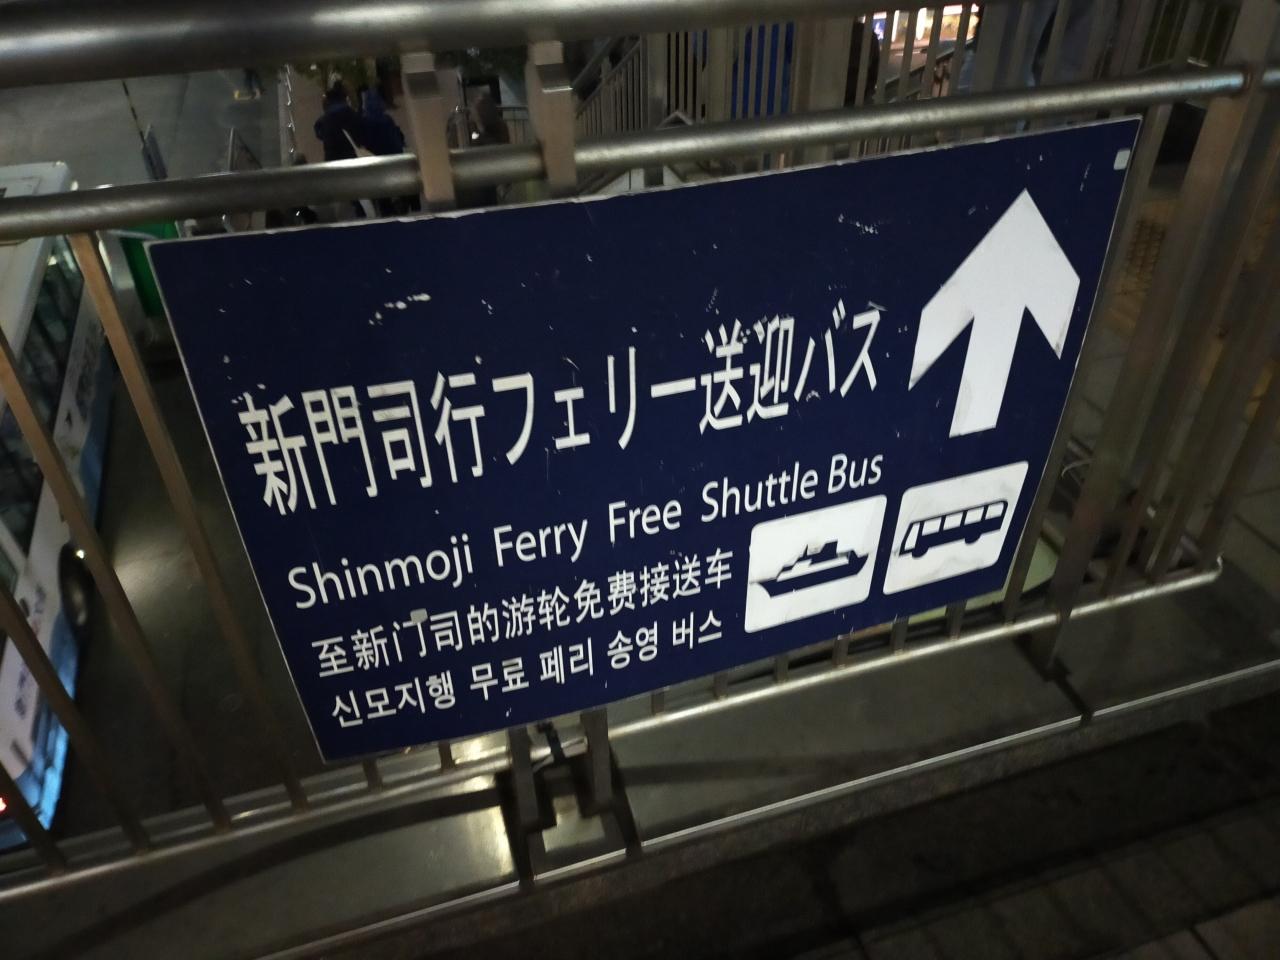 新門司行フェリー送迎バス
Shinmoji Ferry Free Shuttle Bus
至新门司的游轮免费接送车
신모지행 무료 페리 송영 버스